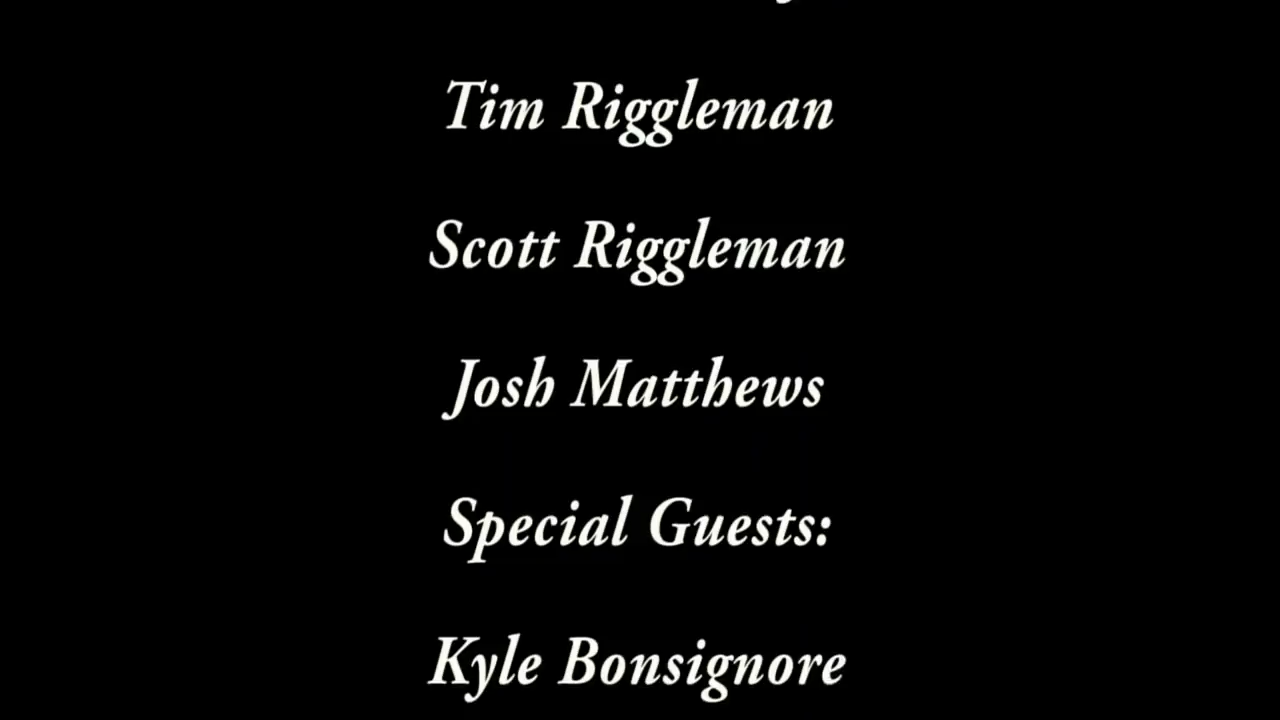 Tim Riggleman
Scott Riggleman
Josh Matthews
Special Guests:
Kyle Bonsignore